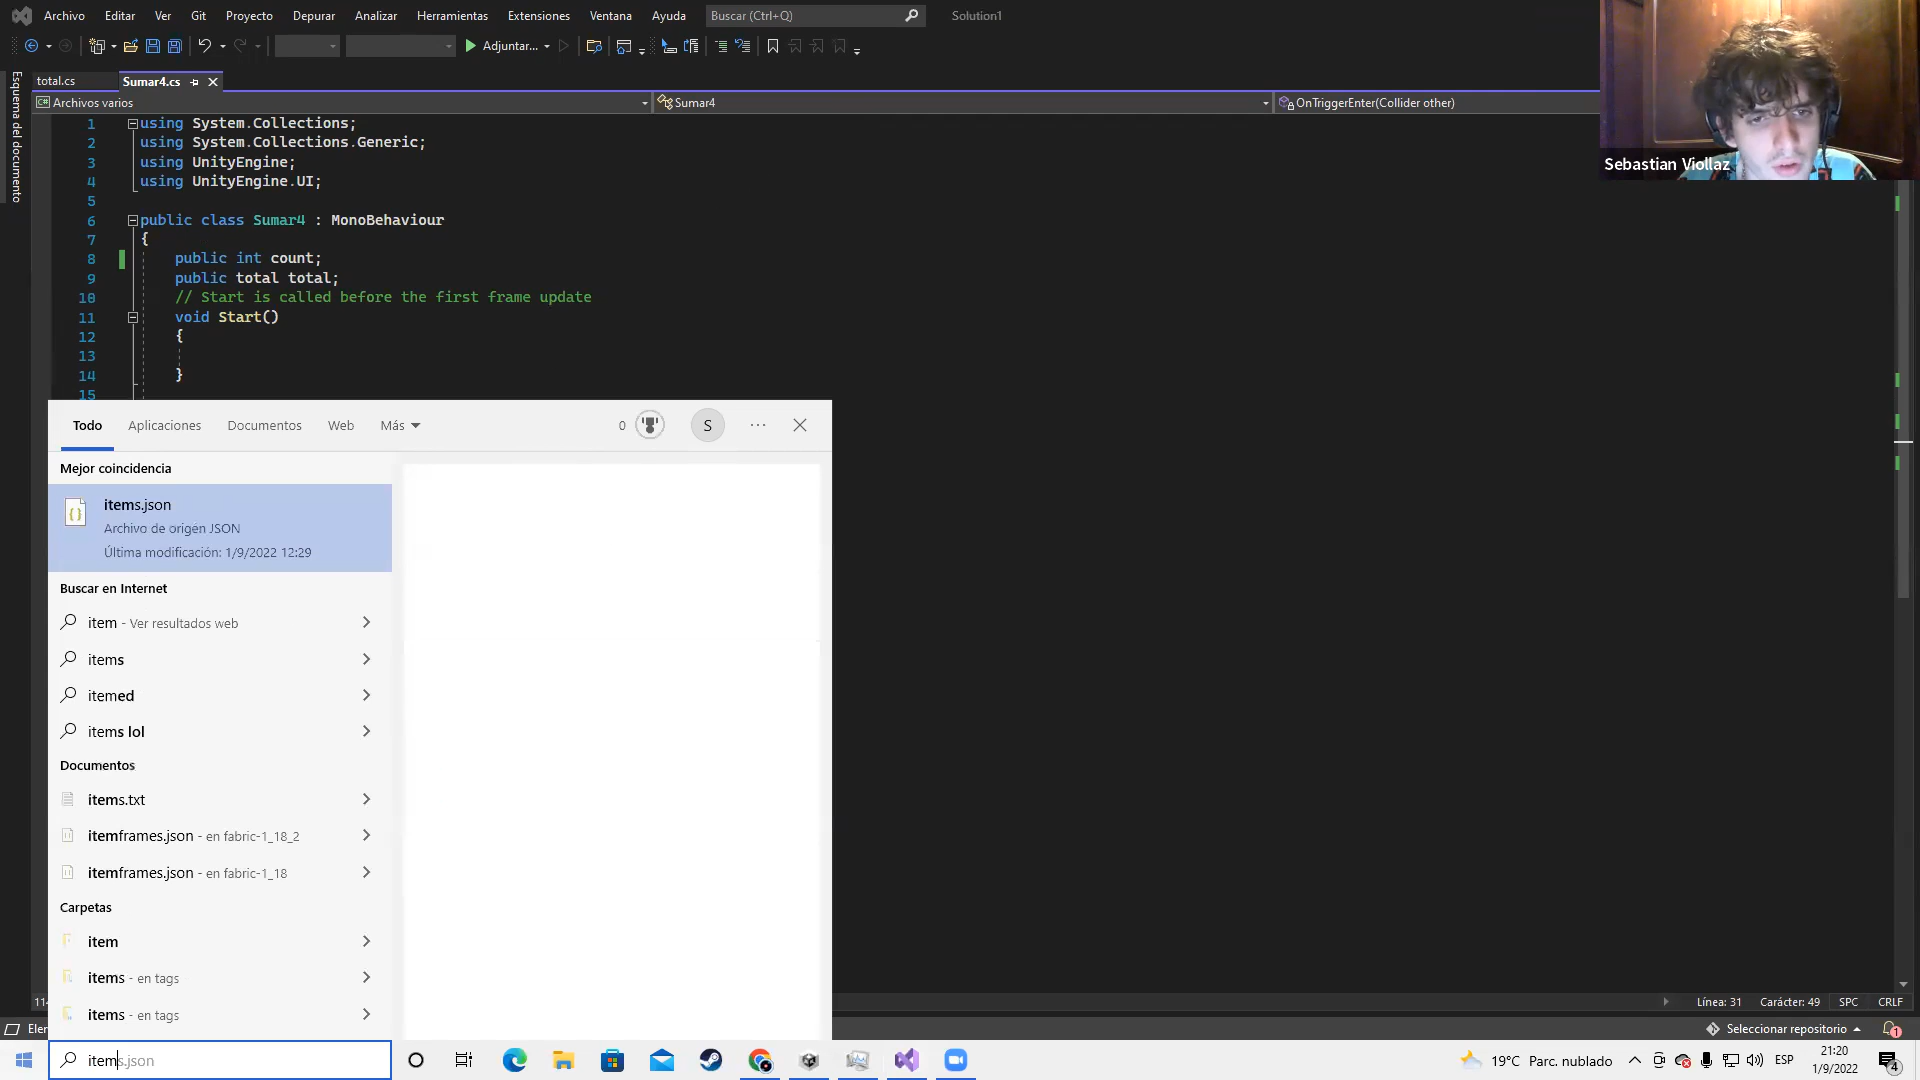 Archivo Editar Ver Git Proyecto Depurar Analizar Herramientas Extensiones Ventana Ayuda Buscar (Ctrl+Q) Solution1
Adjuntar...
Esquema del documento
total.cs Sumar4.cs
C# Archivos varios Sumar4 OnTriggerEnter(Collider other)
Sebastian Viollaz
1 using System.Collections;
2 using System.Collections.Generic;
3 using UnityEngine;
4 using UnityEngine.UI;
5
6 public class Sumar4 : MonoBehaviour
7 {
8 public int count;
9 public total total;
10 // Start is called before the first frame update
11 void Start()
12 {
13
14 }
15
Todo Aplicaciones Documentos Web Más 0 S ...
Mejor coincidencia
items.json
Archivo de origen JSON
Última modificación: 1/9/2022 12:29
Buscar en Internet
item - Ver resultados web
items
itemed
items lol
Documentos
items.txt
itemframes.json - en fabric-1_18_2
itemframes.json - en fabric-1_18
Carpetas
item
items - en tags
items - en tags
Línea: 31 Carácter: 49 SPC CRLF
Seleccionar repositorio 1
items.json
19°C Parc. nublado ESP 21:20
1/9/2022 4